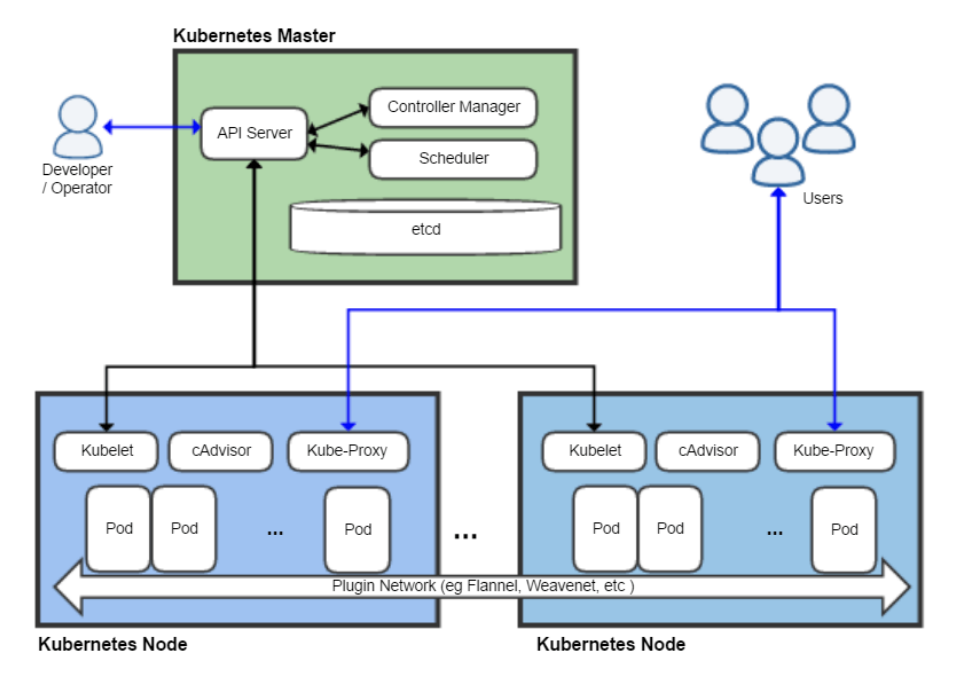 Kubernetes Master
API Server
Controller Manager
Scheduler
etcd
Developer
/ Operator
Users
Kubelet
cAdvisor
Kube-Proxy
Pod
Pod
...
Pod
...
Kubelet
cAdvisor
Kube-Proxy
Pod
Pod
...
Pod
Plugin Network (eg Flannel, Weavenet, etc )
Kubernetes Node
Kubernetes Node